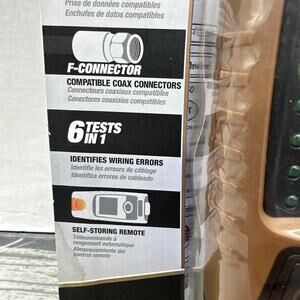 Prise de données compatibles
Enchufes de datos compatibles
F-CONNECTOR
COMPATIBLE COAX CONNECTORS
Connecteurs coaxiaux compatibles
Conectores coaxiales compatibles
6 TESTS
IN 1
IDENTIFIES WIRING ERRORS
Identifie les erreurs de câblage
Identifica errores de cableado
SELF-STORING REMOTE
Télécommande à
rangement automatique
Almacenamiento del
control remoto